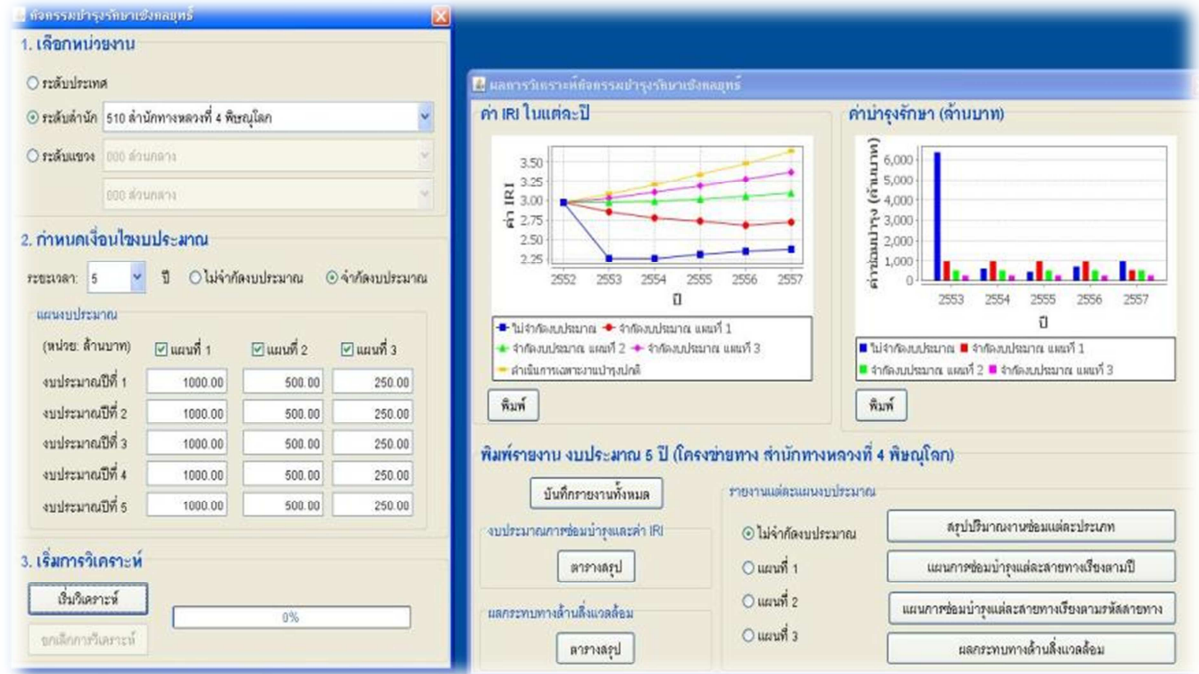 กิจกรรมบำรุงรักษาเชิงกลยุทธ์
1. เลือกหน่วยงาน
ระดับประเทศ
ระดับสำนัก 510 สำนักทางหลวงที่ 4 พิษณุโลก
ระดับแขวง 000 ส่วนกลาง
000 ส่วนกลาง
2. กำหนดเงื่อนไขงบประมาณ
ระยะเวลา: 5 ปี ไม่จำกัดงบประมาณ จำกัดงบประมาณ
แผนงบประมาณ
(หน่วย: ล้านบาท) แผนที่ 1 แผนที่ 2 แผนที่ 3
งบประมาณปีที่ 1 1000.00 500.00 250.00
งบประมาณปีที่ 2 1000.00 500.00 250.00
งบประมาณปีที่ 3 1000.00 500.00 250.00
งบประมาณปีที่ 4 1000.00 500.00 250.00
งบประมาณปีที่ 5 1000.00 500.00 250.00
3. เริ่มการวิเคราะห์
เริ่มวิเคราะห์
0%
ยกเลิกการวิเคราะห์
ผลการวิเคราะห์กิจกรรมบำรุงรักษาเชิงกลยุทธ์
ค่า IRI ในแต่ละปี
ค่า IRI
3.50
3.25
3.00
2.75
2.50
2.25
2552 2553 2554 2555 2556 2557
ปี
ไม่จำกัดงบประมาณ จำกัดงบประมาณ แผนที่ 1
จำกัดงบประมาณ แผนที่ 2 จำกัดงบประมาณ แผนที่ 3
ดำเนินการเฉพาะงานบำรุงปกติ
พิมพ์
ค่าบำรุงรักษา (ล้านบาท)
ค่าซ่อมบำรุง (ล้านบาท)
6,000
5,000
4,000
3,000
2,000
1,000
0
2553 2554 2555 2556 2557
ปี
ไม่จำกัดงบประมาณ จำกัดงบประมาณ แผนที่ 1
จำกัดงบประมาณ แผนที่ 2 จำกัดงบประมาณ แผนที่ 3
พิมพ์
พิมพ์รายงาน งบประมาณ 5 ปี (โครงข่ายทาง สำนักทางหลวงที่ 4 พิษณุโลก)
บันทึกรายงานทั้งหมด
งบประมาณการซ่อมบำรุงและค่า IRI
ตารางสรุป
ผลกระทบทางด้านสิ่งแวดล้อม
ตารางสรุป
รายงานแต่ละแผนงบประมาณ
ไม่จำกัดงบประมาณ
แผนที่ 1
แผนที่ 2
แผนที่ 3
สรุปปริมาณงานซ่อมแต่ละประเภท
แผนการซ่อมบำรุงแต่ละสายทางเรียงตามปี
แผนการซ่อมบำรุงแต่ละสายทางเรียงตามรหัสสายทาง
ผลกระทบทางด้านสิ่งแวดล้อม